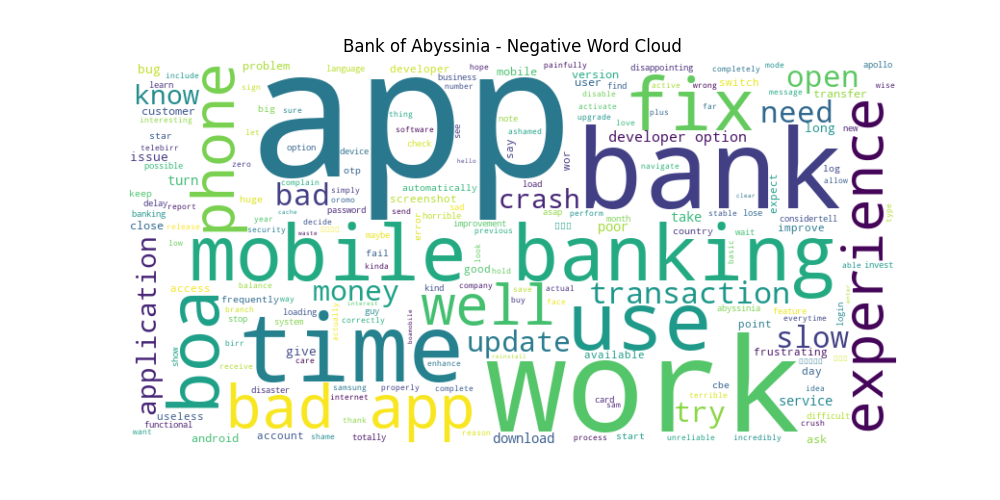 Bank of Abyssinia - Negative Word Cloud
bug
include
problem
language
developer
hope
painfully
disappointing
completely
mode
apollo
learn
sign
business
mobile
version
active
wrong
open
wise
know
phone
app
number
user
find
fix
switch
transfer
message
customer
big
sure
thing
disable
activate
plus
far
need
interesting
let
software
see
note
ashamed
upgrade
love
developer option
long
new
star
telebirr
option
check
say
wor
issue
device
hello
bank
navigate
log
possible
zero
otp
load
expect
allow
experience
turn
complain
automatically
bad
simply
oromo
screenshot
crash
clear
type
keep
huge
delay
report
cache
password
send
sad
asap
perform
month
take
stable
lose
considertell
banking
year
decide
error
horrible
improvement
poor
close
release
security
waste
maybe
previous
country
wait
improve
low
fail
kinda
mobile banking
look
basic
able
invest
application
boa
access
balance
good
hold
company
actual
money
kind
well
save
transaction
enter
frequently
way
interest
buy
face
abyssinia
feature
branch
loading
guy
boamobile
use
point
everytime
login
stop
system
actually
correctly
birr
time
update
slow
show
give
available
frustrating
receive
care
enhance
reinstall
work
day
disaster
samsung
properly
complete
cbe
idea
useless
internet
card
terrible
service
functional
bad app
sam
try
crush
difficult
want
thank
reason
android
account
shame
totally
download
process
start
unreliable
incredibly
ask